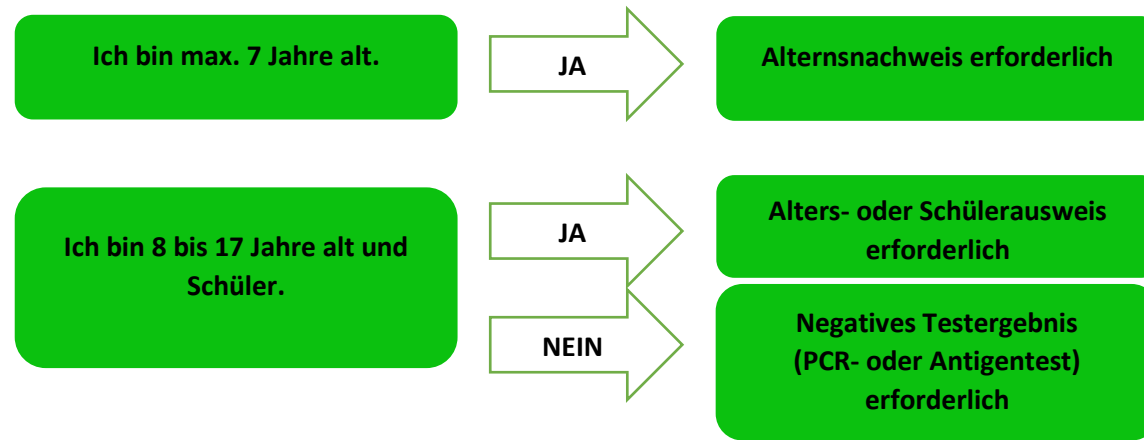 Ich bin max. 7 Jahre alt.
JA
Alternsnachweis erforderlich
Ich bin 8 bis 17 Jahre alt und
Schüler.
JA
Alters- oder Schülerausweis
erforderlich
NEIN
Negatives Testergebnis
(PCR- oder Antigentest)
erforderlich